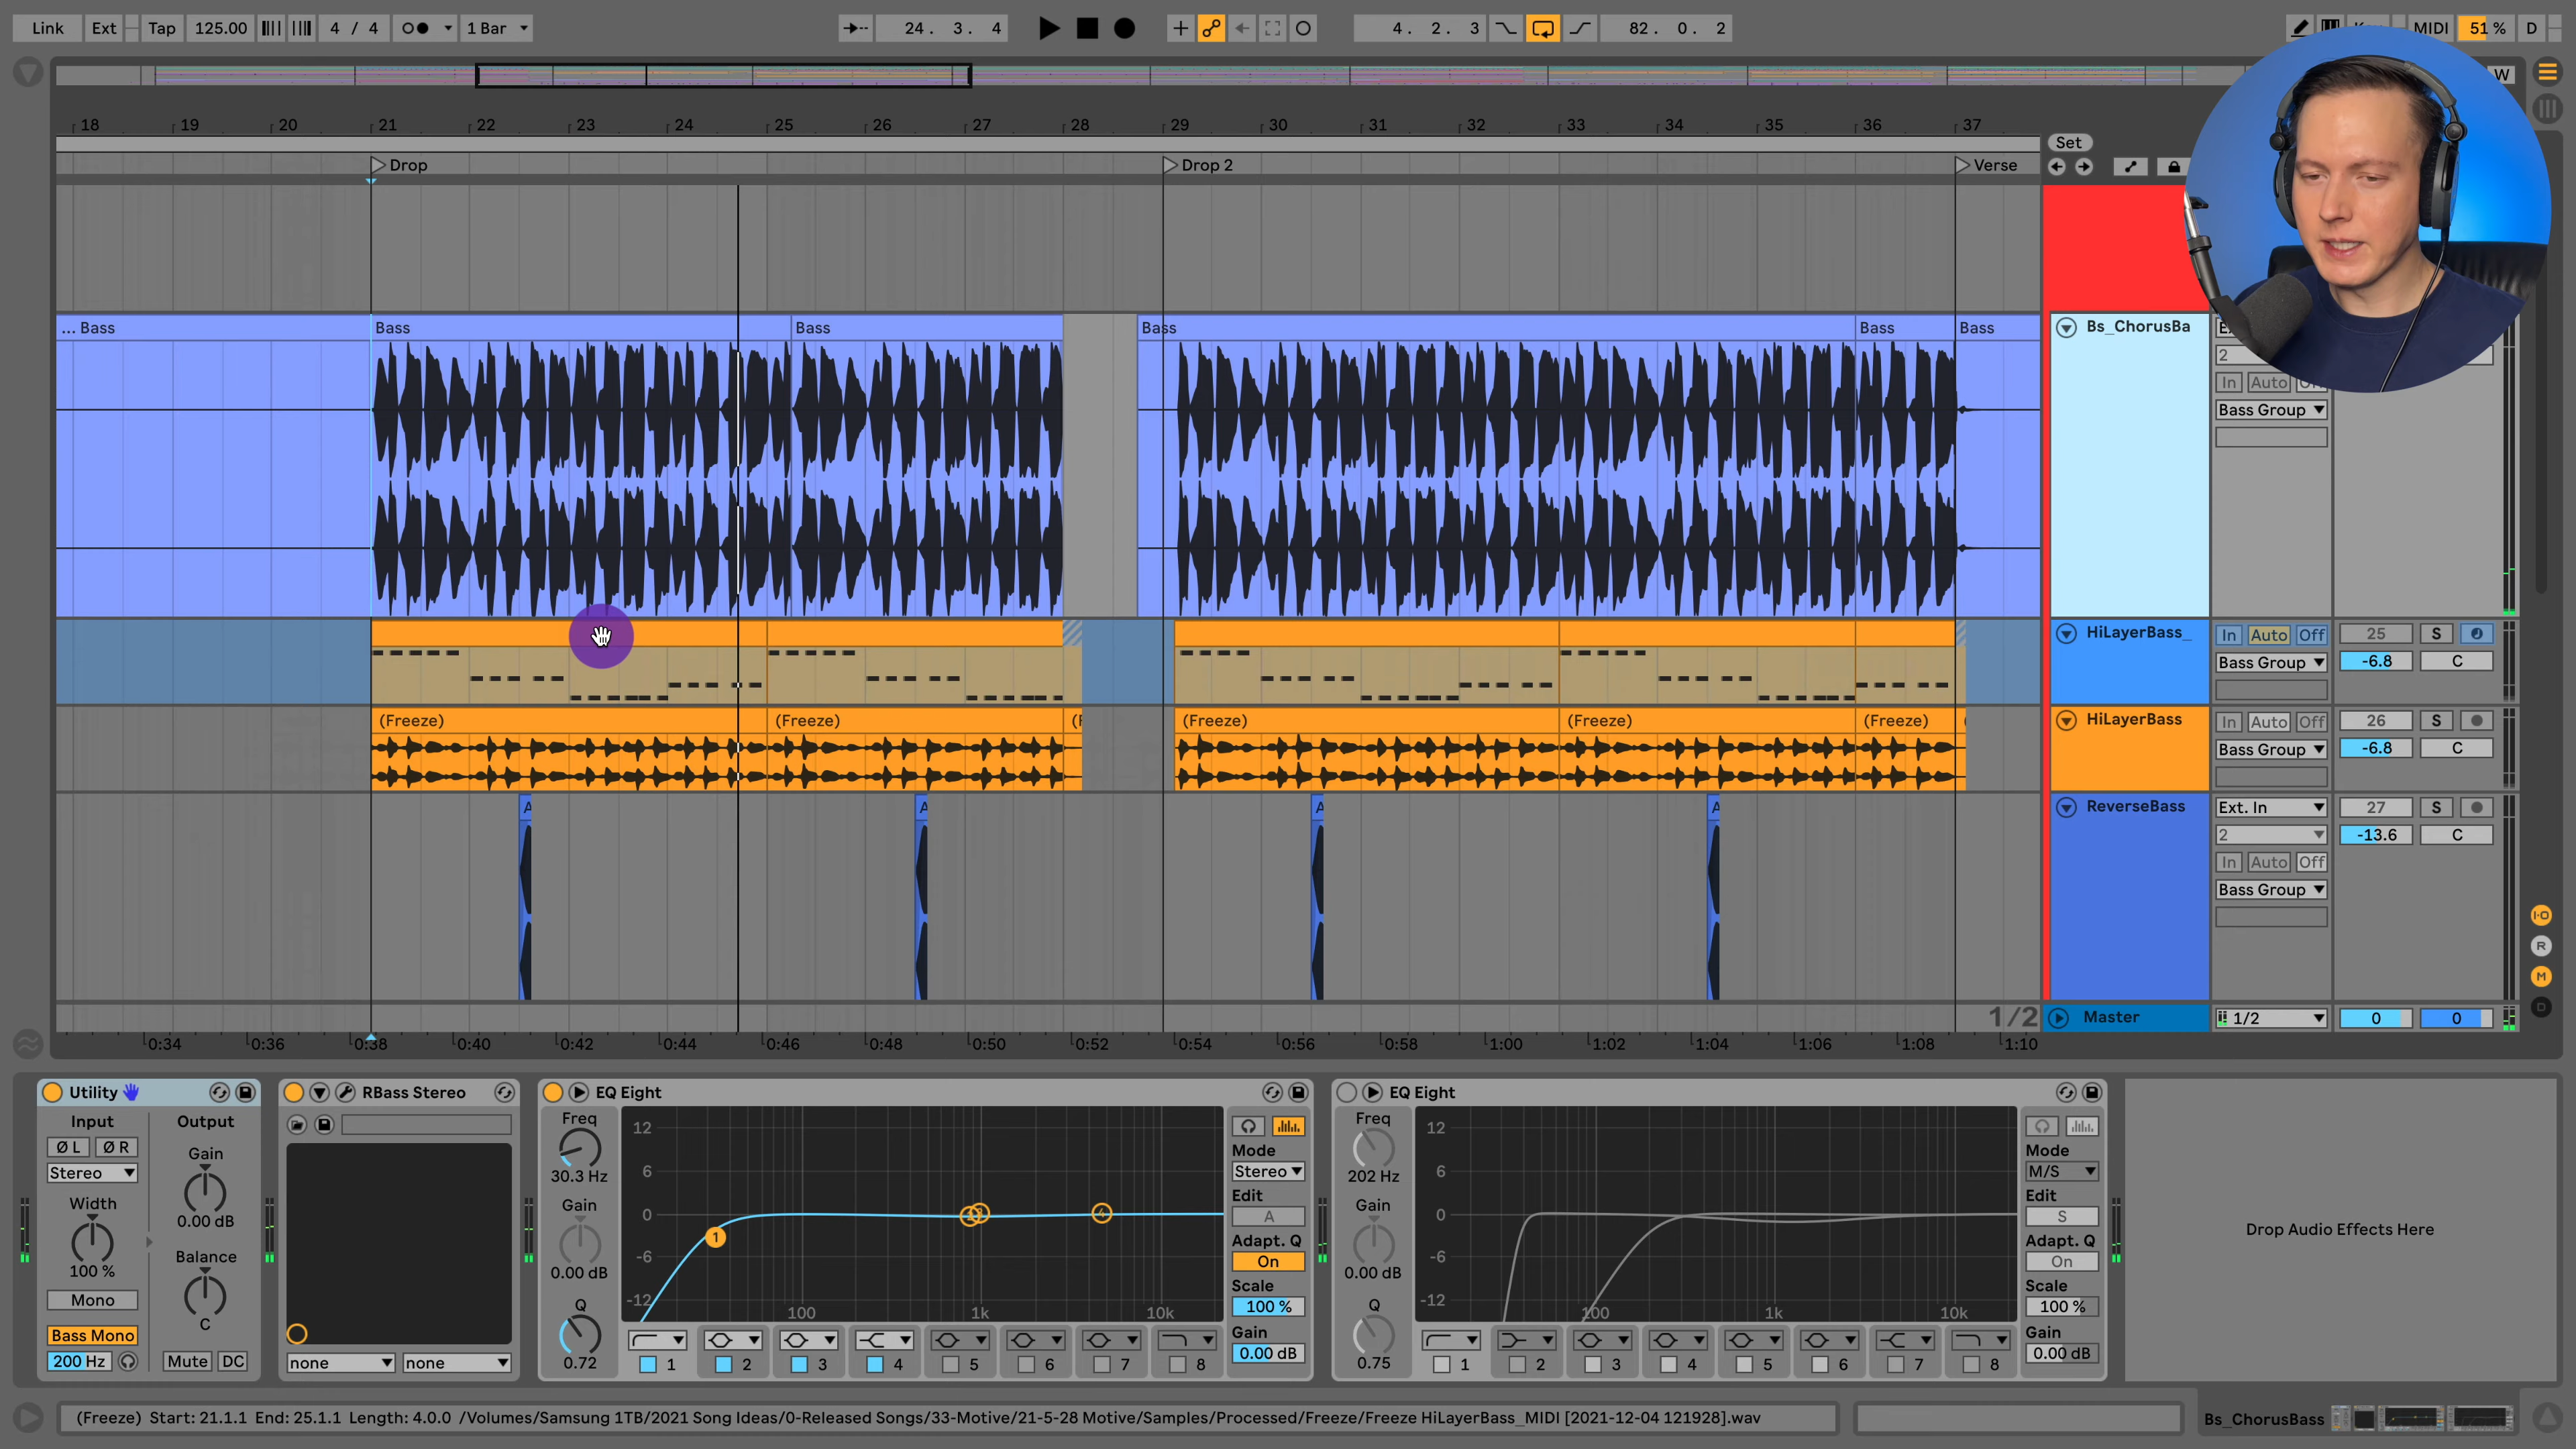 Link Ext Tap 125.00 4 / 4 1 Bar 24. 3. 4 4. 2. 3 82. 0. 2 MIDI 51 % D
W
18 19 20 21 22 23 24 25 26 27 28 29 30 31 32 33 34 35 36 37
Set
Drop Drop 2 Verse
... Bass Bass Bass Bass Bass Bass Bs_ChorusBa
2
In Auto
Bass Group
HiLayerBass_ In Auto Off 25 S
Bass Group -6.8 C
(Freeze) (Freeze) (F (Freeze) (Freeze) (Freeze) HiLayerBass In Auto Off 26 S
Bass Group -6.8 C
A A A A ReverseBass Ext. In 27 S
2 -13.6 C
In Auto Off
Bass Group
I·O
R
M
D
1/2 Master 1/2 0 0
0:34 0:36 0:38 0:40 0:42 0:44 0:46 0:48 0:50 0:52 0:54 0:56 0:58 1:00 1:02 1:04 1:06 1:08 1:10
Utility
Input Output
Ø L Ø R
Stereo
Gain
0.00 dB
Width
100 %
Balance
C
Mono
Bass Mono
200 Hz Mute DC
RBass Stereo
none none
EQ Eight
Freq
30.3 Hz
Gain
0.00 dB
Q
0.72
12
6
0
-6
-12
100 1k 10k
1 4
1 2 3 4 5 6 7 8
Mode
Stereo
Edit
A
Adapt. Q
On
Scale
100 %
Gain
0.00 dB
EQ Eight
Freq
202 Hz
Gain
0.00 dB
Q
0.75
12
6
0
-6
-12
100 1k 10k
1 2 3 4 5 6 7 8
Mode
M/S
Edit
S
Adapt. Q
On
Scale
100 %
Gain
0.00 dB
Drop Audio Effects Here
(Freeze) Start: 21.1.1 End: 25.1.1 Length: 4.0.0 /Volumes/Samsung 1TB/2021 Song Ideas/0-Released Songs/33-Motive/21-5-28 Motive/Samples/Processed/Freeze/Freeze HiLayerBass_MIDI [2021-12-04 121928].wav
Bs_ChorusBass